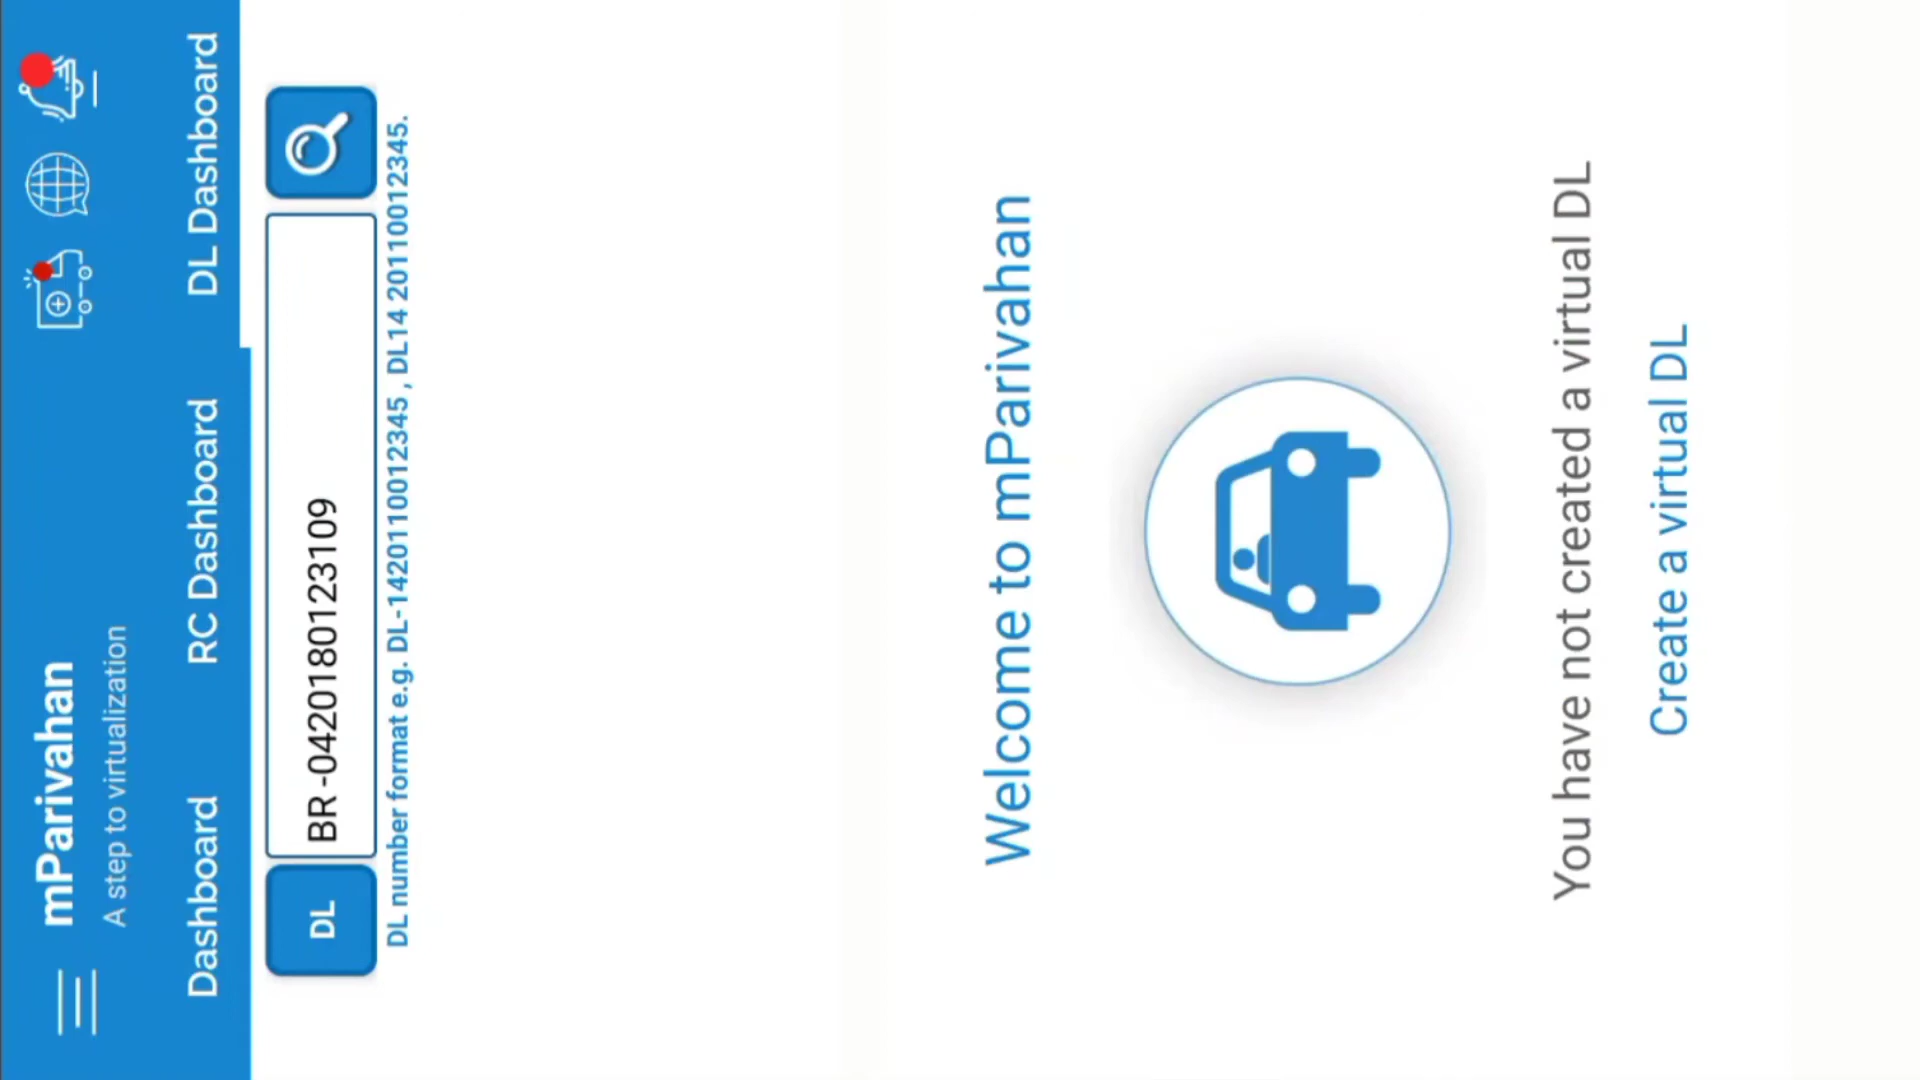 mParivahan
A step to virtualization
Dashboard RC Dashboard DL Dashboard
DL BR -0420180123109
DL number format e.g. DL-1420110012345 , DL14 20110012345.
Welcome to mParivahan
You have not created a virtual DL
Create a virtual DL